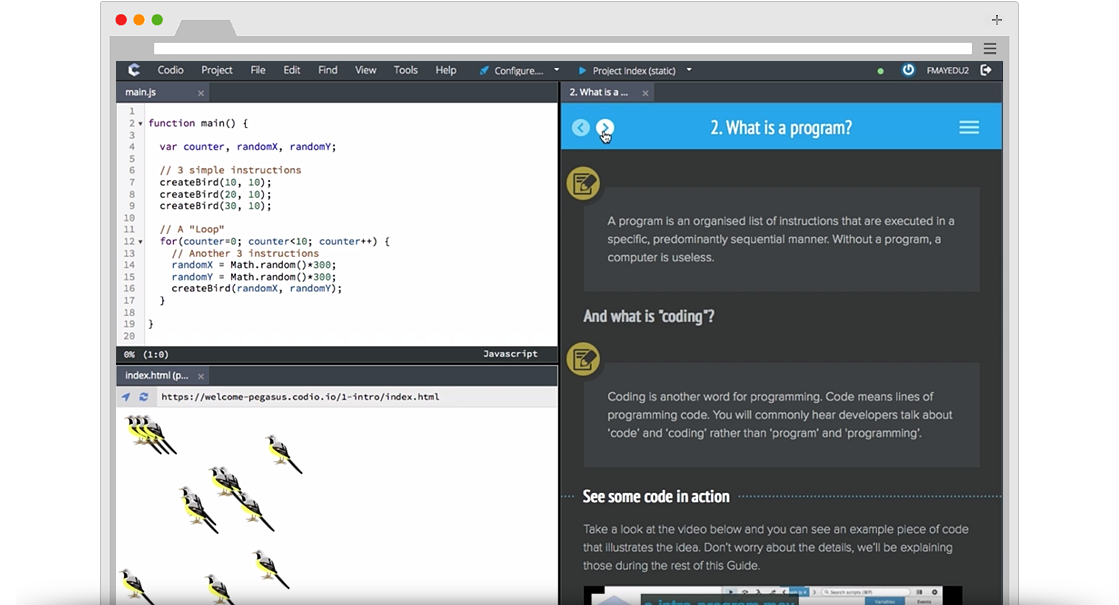 Codio Project File Edit Find View Tools Help Configure.... Project Index (static) FMAYEDU2
main.js x
1
2 function main() {
3
4 var counter, randomX, randomY;
5
6 // 3 simple instructions
7 createBird(10, 10);
8 createBird(20, 10);
9 createBird(30, 10);
10
11 // A "Loop"
12 for(counter=0; counter<10; counter++) {
13 // Another 3 instructions
14 randomX = Math.random()*300;
15 randomY = Math.random()*300;
16 createBird(randomX, randomY);
17 }
18
19 }
20
0% (1:0) Javascript
index.html (p... x
https://welcome-pegasus.codio.io/1-intro/index.html
2. What is a ... x
2. What is a program?
A program is an organised list of instructions that are executed in a
specific, predominantly sequential manner. Without a program, a
computer is useless.
And what is "coding"?
Coding is another word for programming. Code means lines of
programming code. You will commonly hear developers talk about
‘code’ and ‘coding’ rather than ‘program’ and ‘programming’.
See some code in action
Take a look at the video below and you can see an example piece of code
that illustrates the idea. Don’t worry about the details, we’ll be explaining
those during the rest of this Guide.
Search scripts
Variables Events